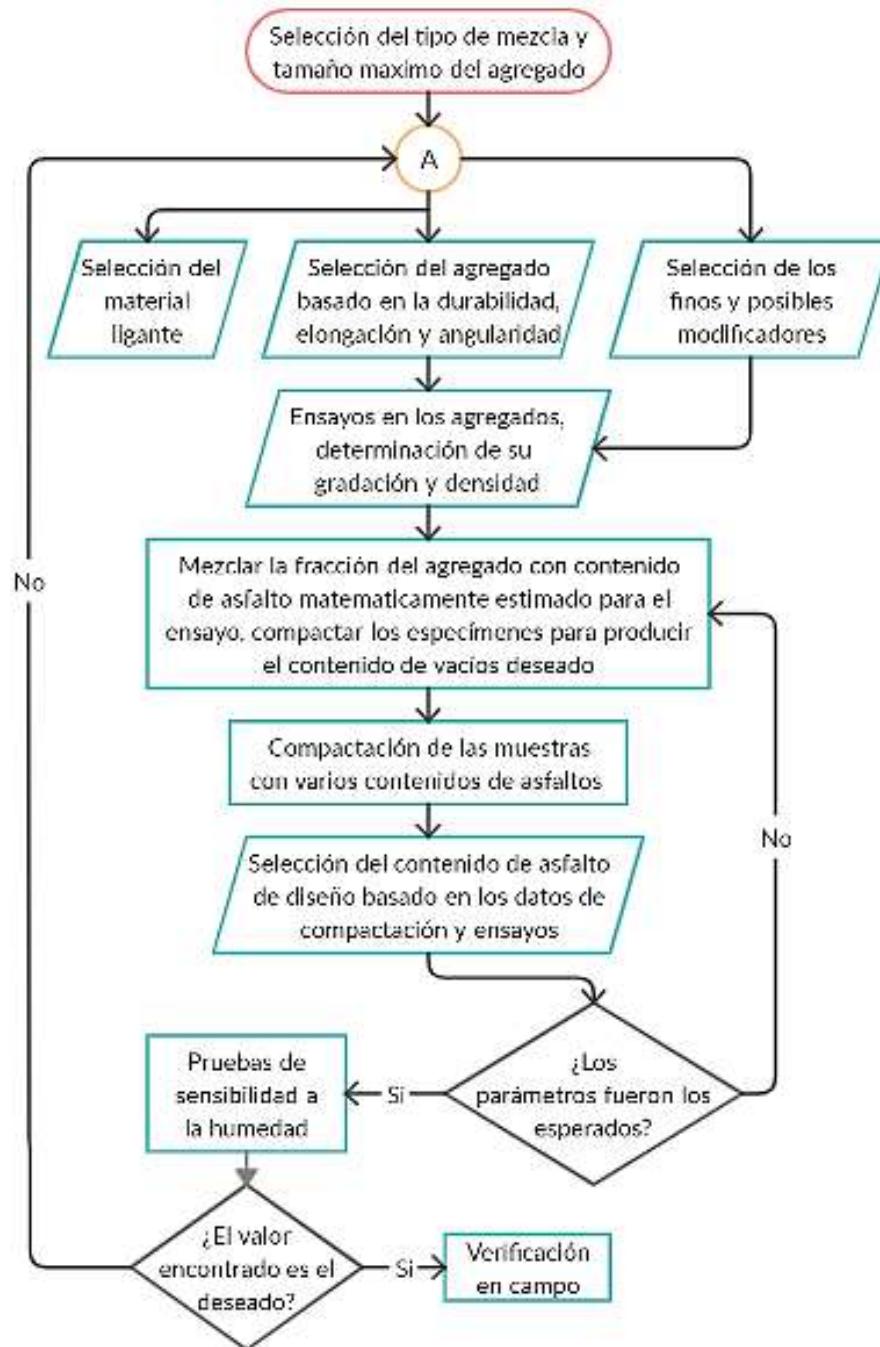 Selección del tipo de mezcla y
tamaño maximo del agregado
A
Selección del
material
ligante
Selección del agregado
basado en la durabilidad,
elongación y angularidad
Selección de los
finos y posibles
modificadores
Ensayos en los agregados,
determinación de su
gradación y densidad
Mezclar la fracción del agregado con contenido
de asfalto matematicamente estimado para el
ensayo, compactar los especímenes para producir
el contenido de vacíos deseado
No
Compactación de las muestras
con varios contenidos de asfaltos
No
Selección del contenido de asfalto
de diseño basado en los datos de
compactación y ensayos
¿Los
parámetros fueron los
esperados?
Si
Pruebas de
sensibilidad a
la humedad
¿El valor
encontrado es el
deseado?
Si
Verificación
en campo